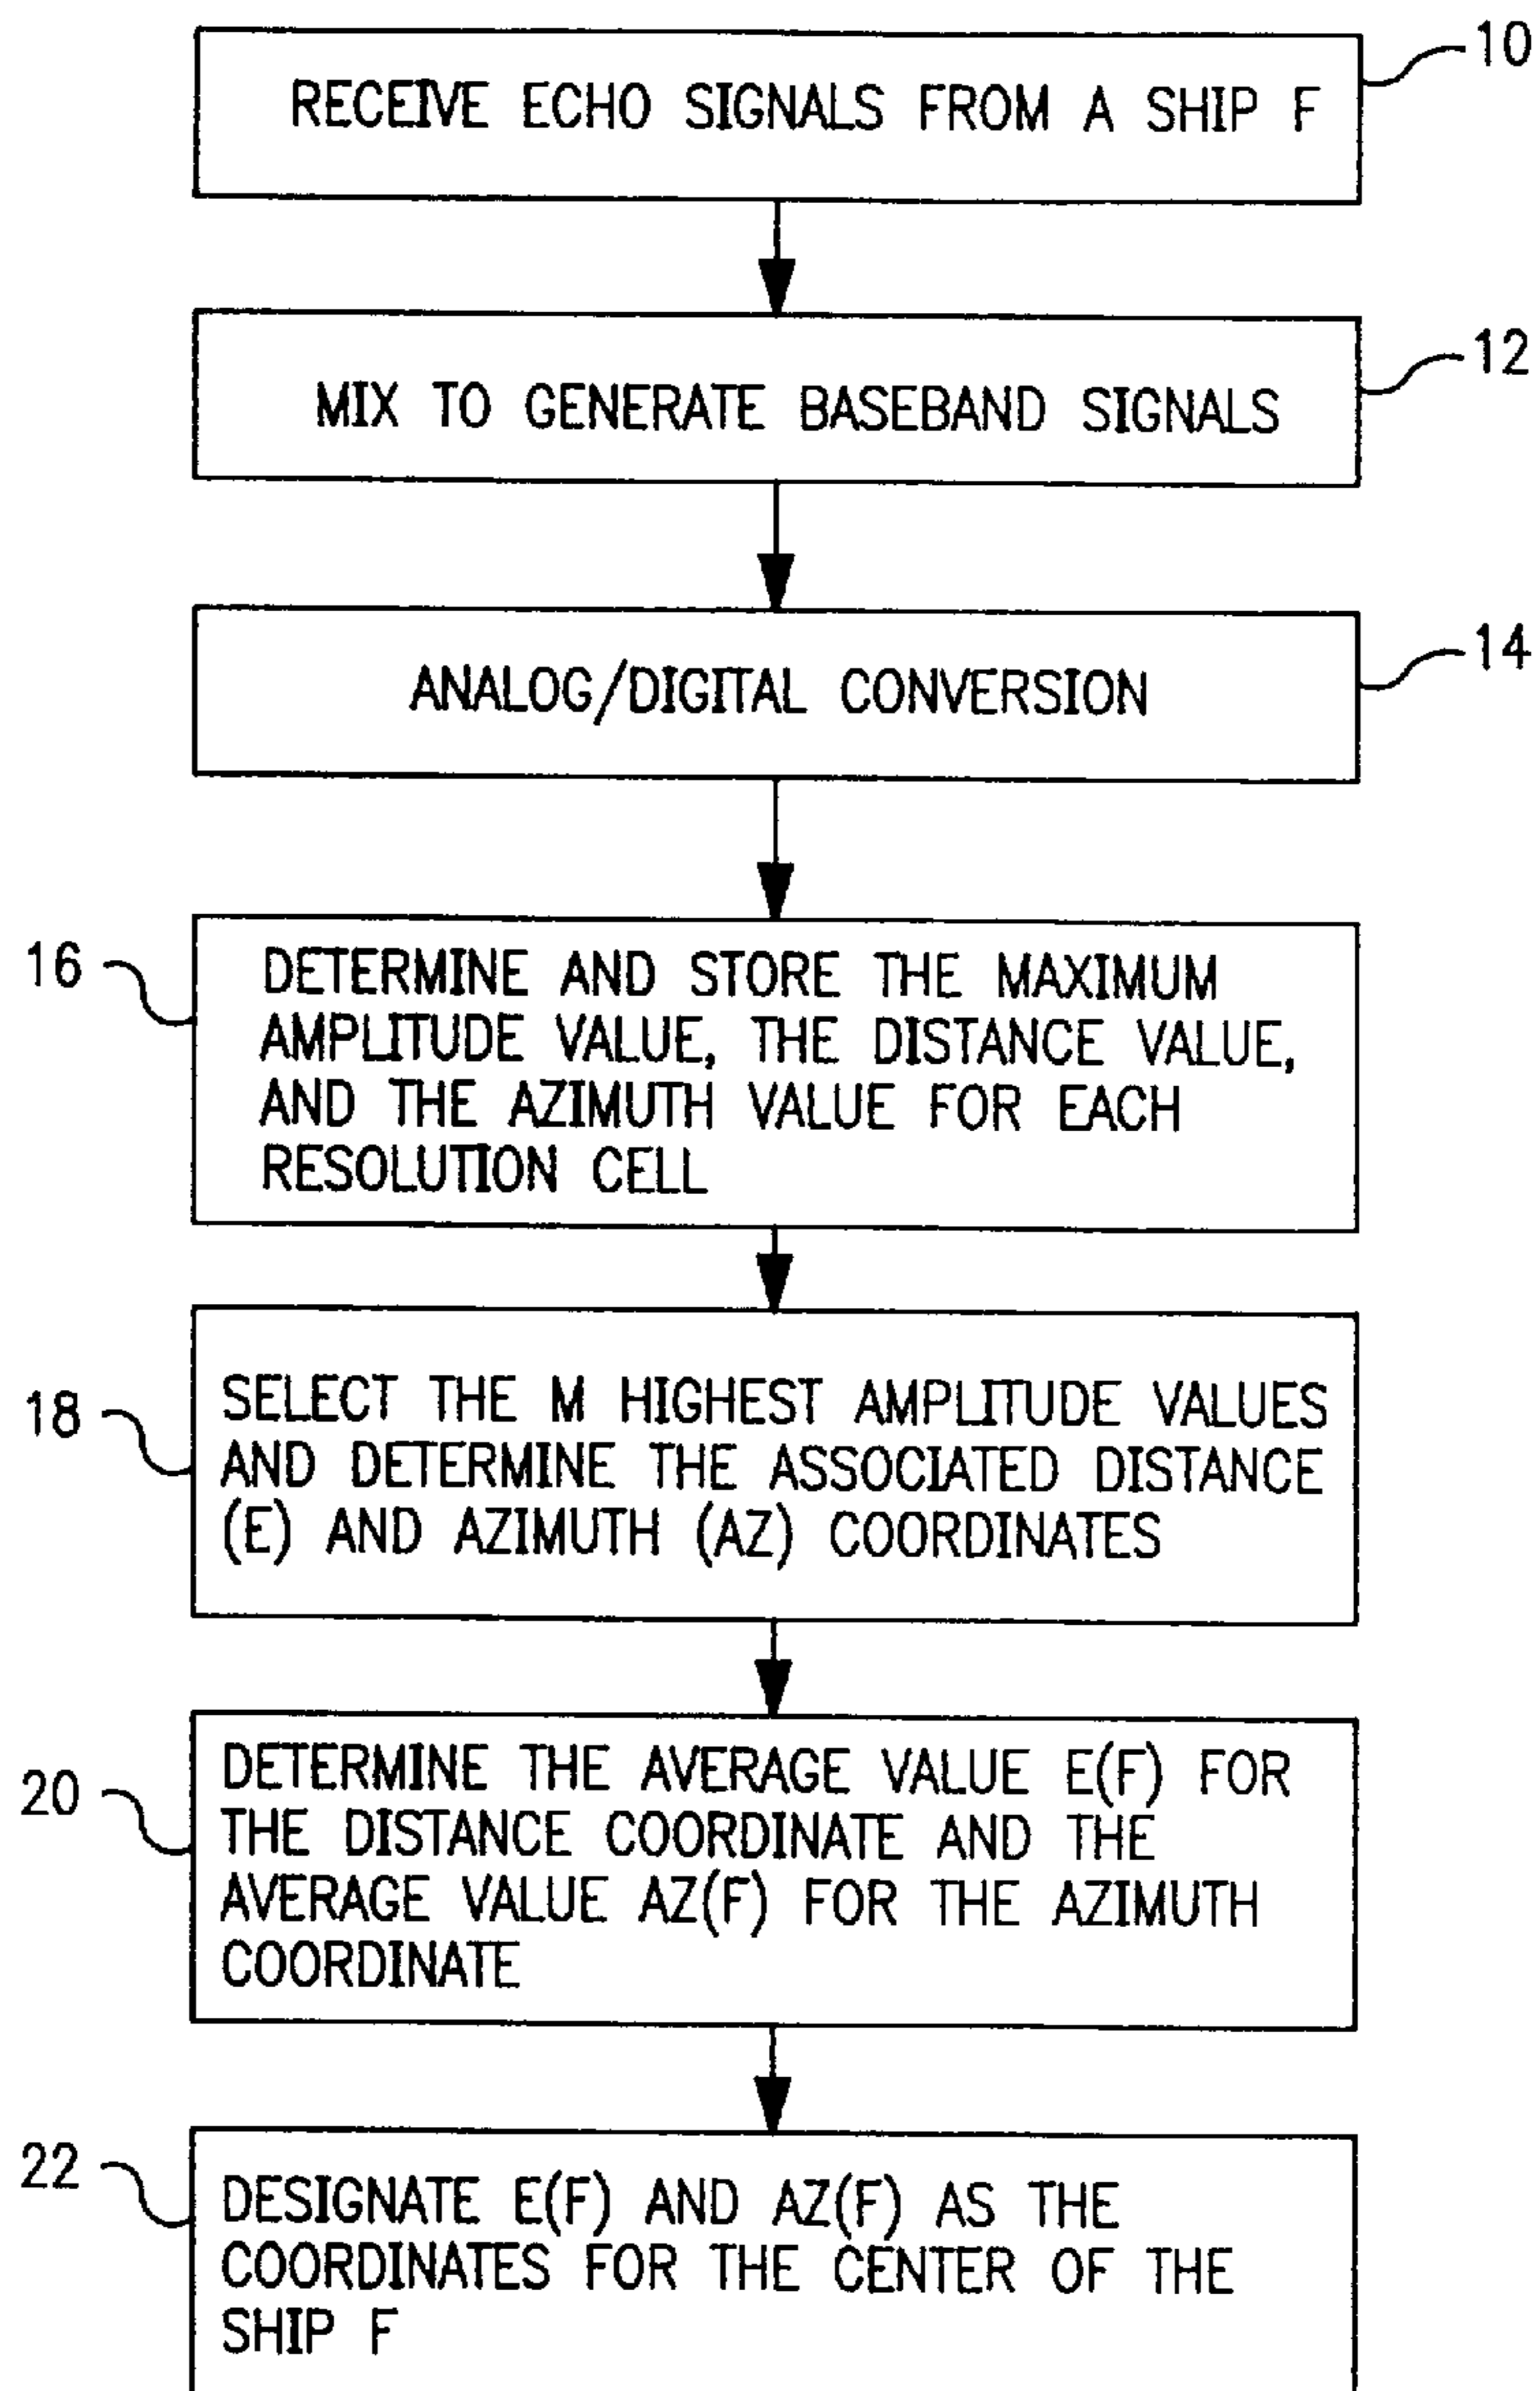 10
RECEIVE ECHO SIGNALS FROM A SHIP F
12
MIX TO GENERATE BASEBAND SIGNALS
14
ANALOG/DIGITAL CONVERSION
16
DETERMINE AND STORE THE MAXIMUM
AMPLITUDE VALUE, THE DISTANCE VALUE,
AND THE AZIMUTH VALUE FOR EACH
RESOLUTION CELL
18
SELECT THE M HIGHEST AMPLITUDE VALUES
AND DETERMINE THE ASSOCIATED DISTANCE
(E) AND AZIMUTH (AZ) COORDINATES
20
DETERMINE THE AVERAGE VALUE E(F) FOR
THE DISTANCE COORDINATE AND THE
AVERAGE VALUE AZ(F) FOR THE AZIMUTH
COORDINATE
22
DESIGNATE E(F) AND AZ(F) AS THE
COORDINATES FOR THE CENTER OF THE
SHIP F